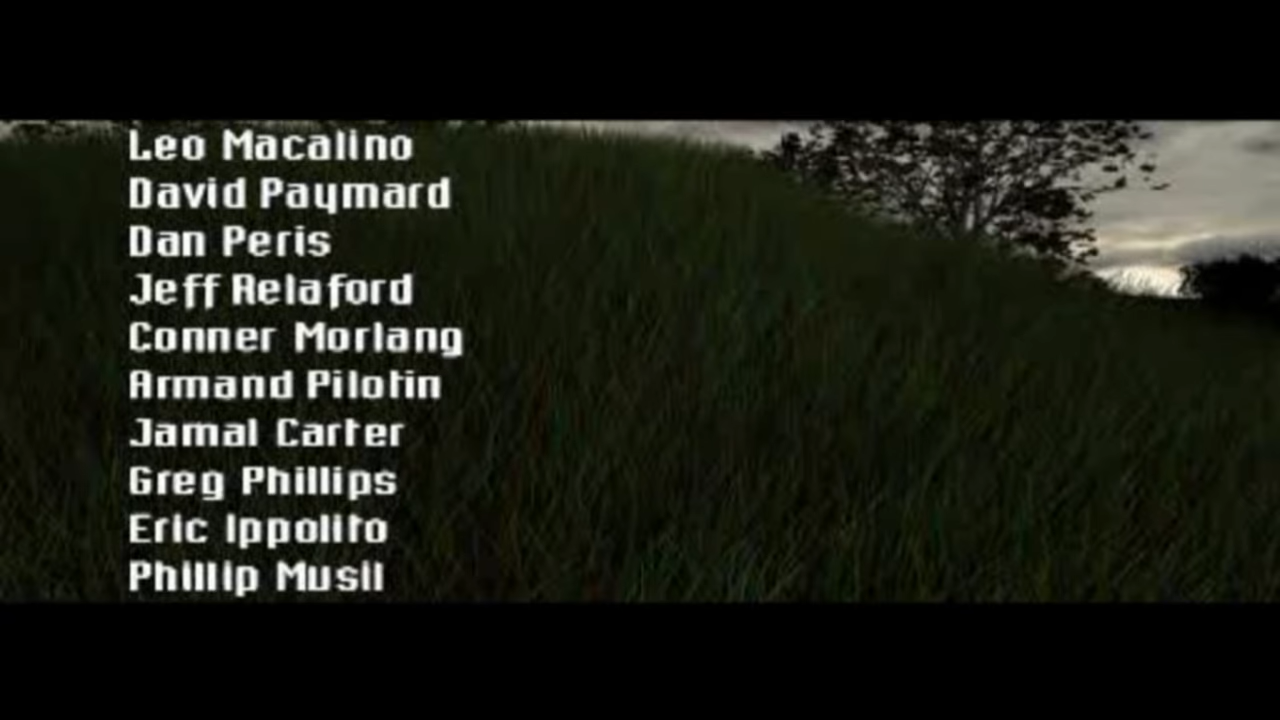 Leo Macalino
David Paymard
Dan Peris
Jeff Relaford
Conner Morlang
Armand Pilotin
Jamal Carter
Greg Phillips
Eric Ippolito
Phillip Musil